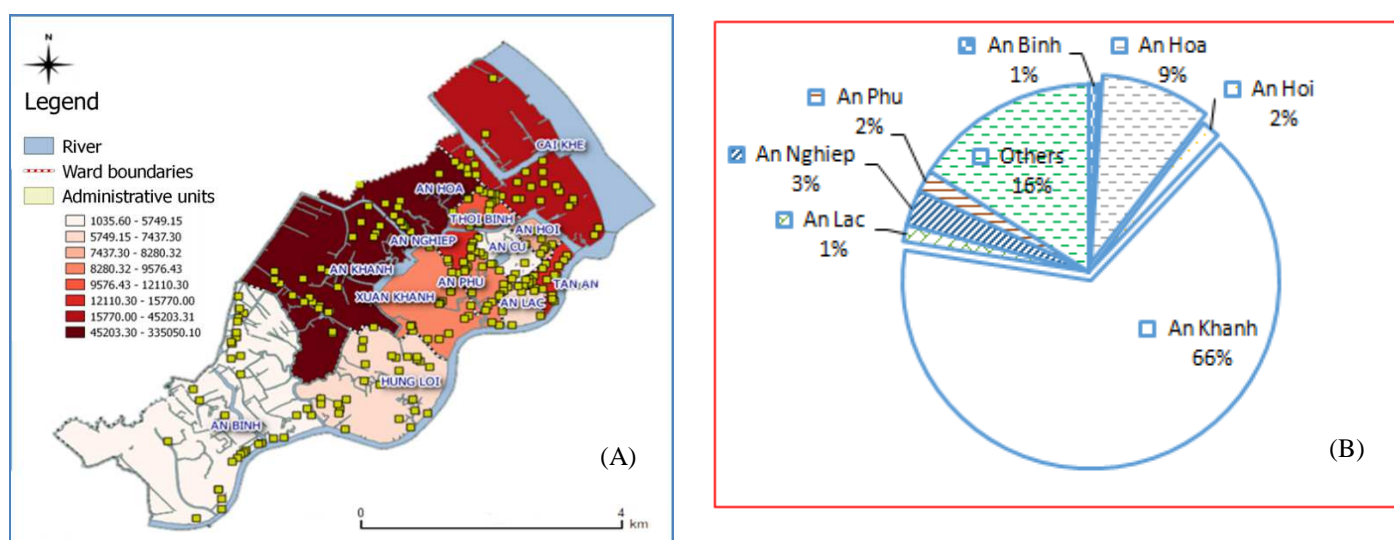 N
Legend
River
Ward boundaries
Administrative units
1035.60 - 5749.15
5749.15 - 7437.30
7437.30 - 8280.32
8280.32 - 9576.43
9576.43 - 12110.30
12110.30 - 15770.00
15770.00 - 45203.31
45203.30 - 335050.10
CAI KHE
AN HOA
THOI BINH
AN HOI
AN NGHIEP
AN CU
AN KHANH
AN PHU
TAN AN
XUAN KHANH
AN LAC
HUNG LOI
AN BINH
(A)
0
4
km
An Binh
1%
An Hoa
9%
An Hoi
2%
An Phu
2%
An Nghiep
3%
Others
16%
An Lac
1%
An Khanh
66%
(B)